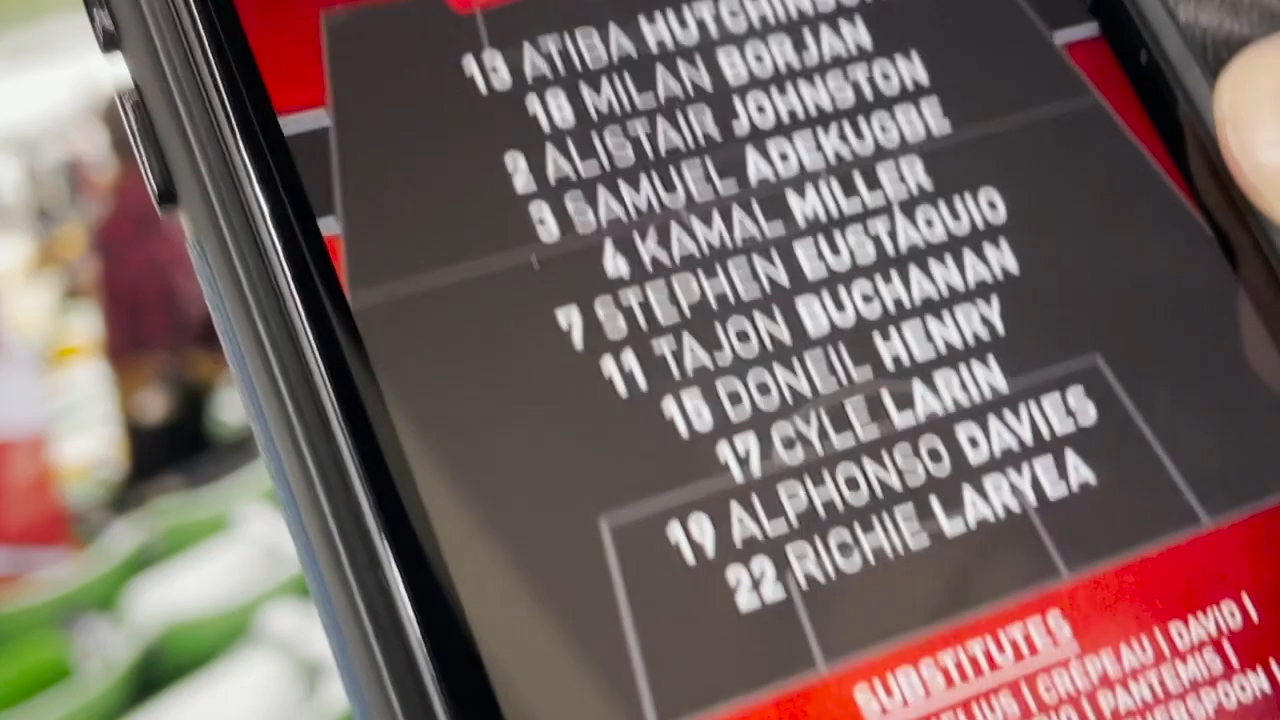 13 ATIBA HUTCHINSON
18 MILAN BORJAN
2 ALISTAIR JOHNSTON
3 SAMUEL ADEKUGBE
4 KAMAL MILLER
7 STEPHEN EUSTÁQUIO
11 TAJON BUCHANAN
15 DONEIL HENRY
17 CYLE LARIN
19 ALPHONSO DAVIES
22 RICHIE LARYEA
SUBSTITUTES
| CRÉPEAU | DAVID |
| PANTEMIS |